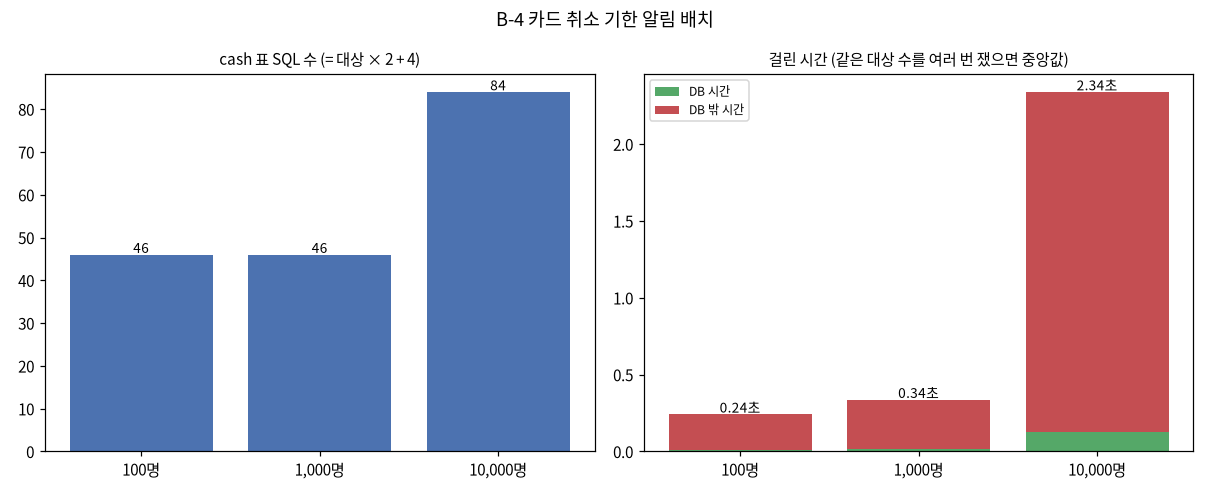 B-4 카드 취소 기한 알림 배치
cash 표 SQL 수 (= 대상 × 2 + 4)
84
46
46
80
70
60
50
40
30
20
10
0
100명
1,000명
10,000명
걸린 시간 (같은 대상 수를 여러 번 쟀으면 중앙값)
DB 시간
DB 밖 시간
2.34초
0.34초
0.24초
2.0
1.5
1.0
0.5
0.0
100명
1,000명
10,000명